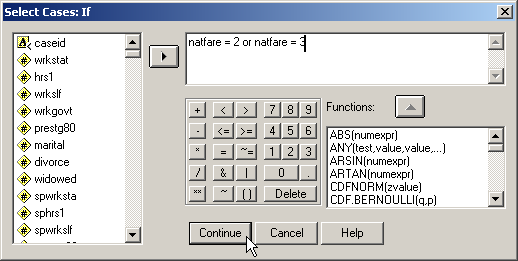 Select Cases: If
caseid
wrkstat
hrs1
wrkslf
wrkgovt
prestg80
marital
divorce
widowed
spwrksta
sphrs1
spwrkslf
natfare = 2 or natfare = 3
+ < > 7 8 9
- <= >= 4 5 6
* = ~= 1 2 3
/ & | 0 .
** ~ ( ) Delete
Functions:
ABS(numexpr)
ANY(test,value,value,...)
ARSIN(numexpr)
ARTAN(numexpr)
CDFNORM(zvalue)
CDF.BERNOULLI(q,p)
Continue Cancel Help